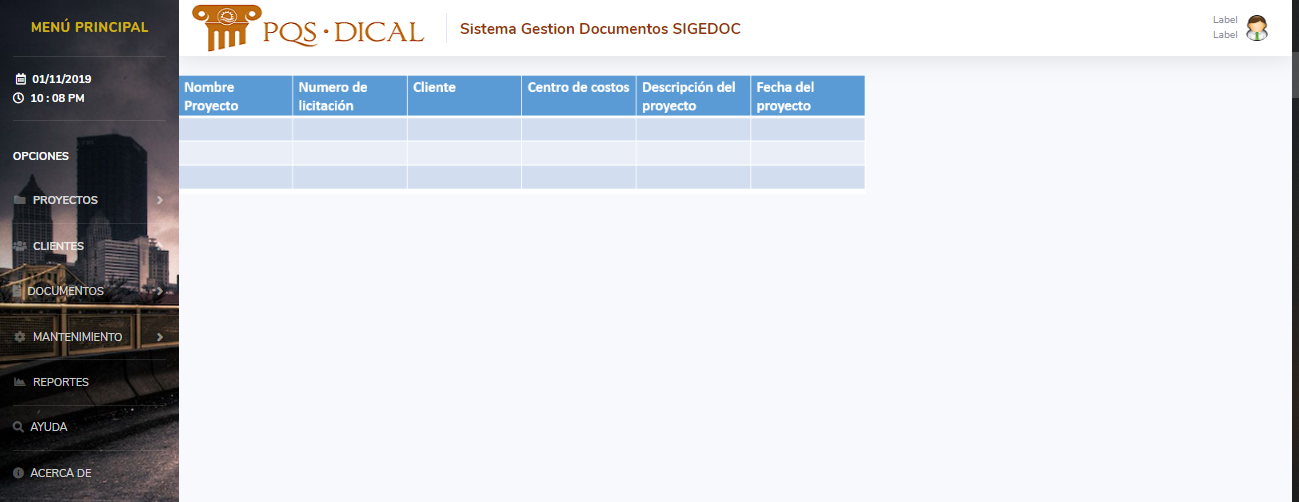 MENÚ PRINCIPAL
01/11/2019
10 : 08 PM
OPCIONES
PROYECTOS
CLIENTES
DOCUMENTOS
MANTENIMIENTO
REPORTES
AYUDA
ACERCA DE
PQS · DICAL
Sistema Gestion Documentos SIGEDOC
Label
Label
Nombre Proyecto
Numero de licitación
Cliente
Centro de costos
Descripción del proyecto
Fecha del proyecto